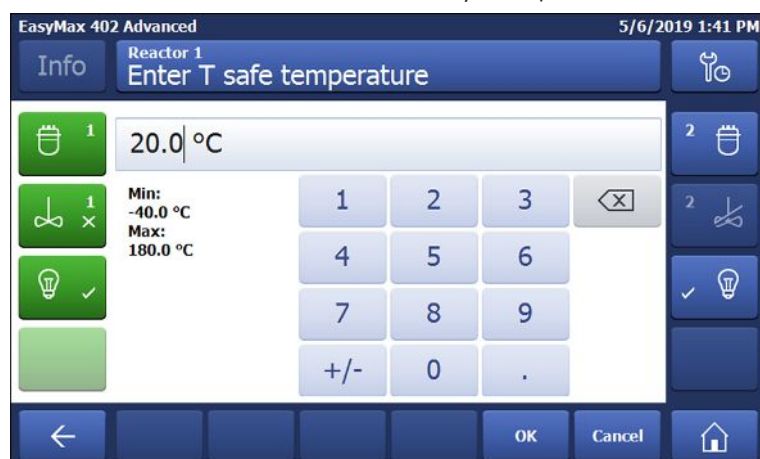 EasyMax 402 Advanced
5/6/2019 1:41 PM
Info
Reactor 1
Enter T safe temperature
1
20.0 °C
2
1
Min:
-40.0 °C
Max:
180.0 °C
1 2 3
2
4 5 6
7 8 9
+/- 0 .
OK
Cancel